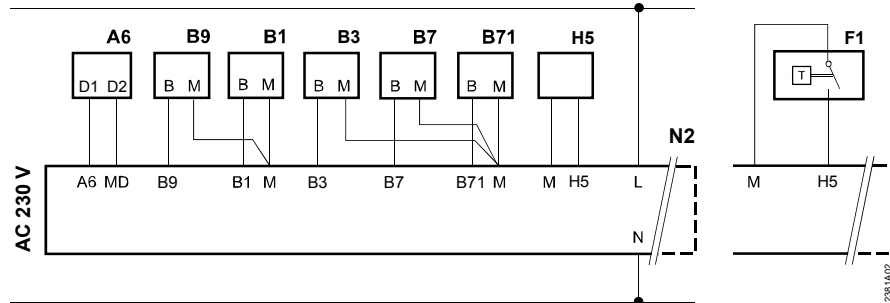 A6 B9 B1 B3 B7 B71 H5 F1
D1 D2 B M B M B M B M B M T
N2
A6 MD B9 B1 M B3 B7 B71 M M H5 L M H5
AC 230 V
N
2381A02